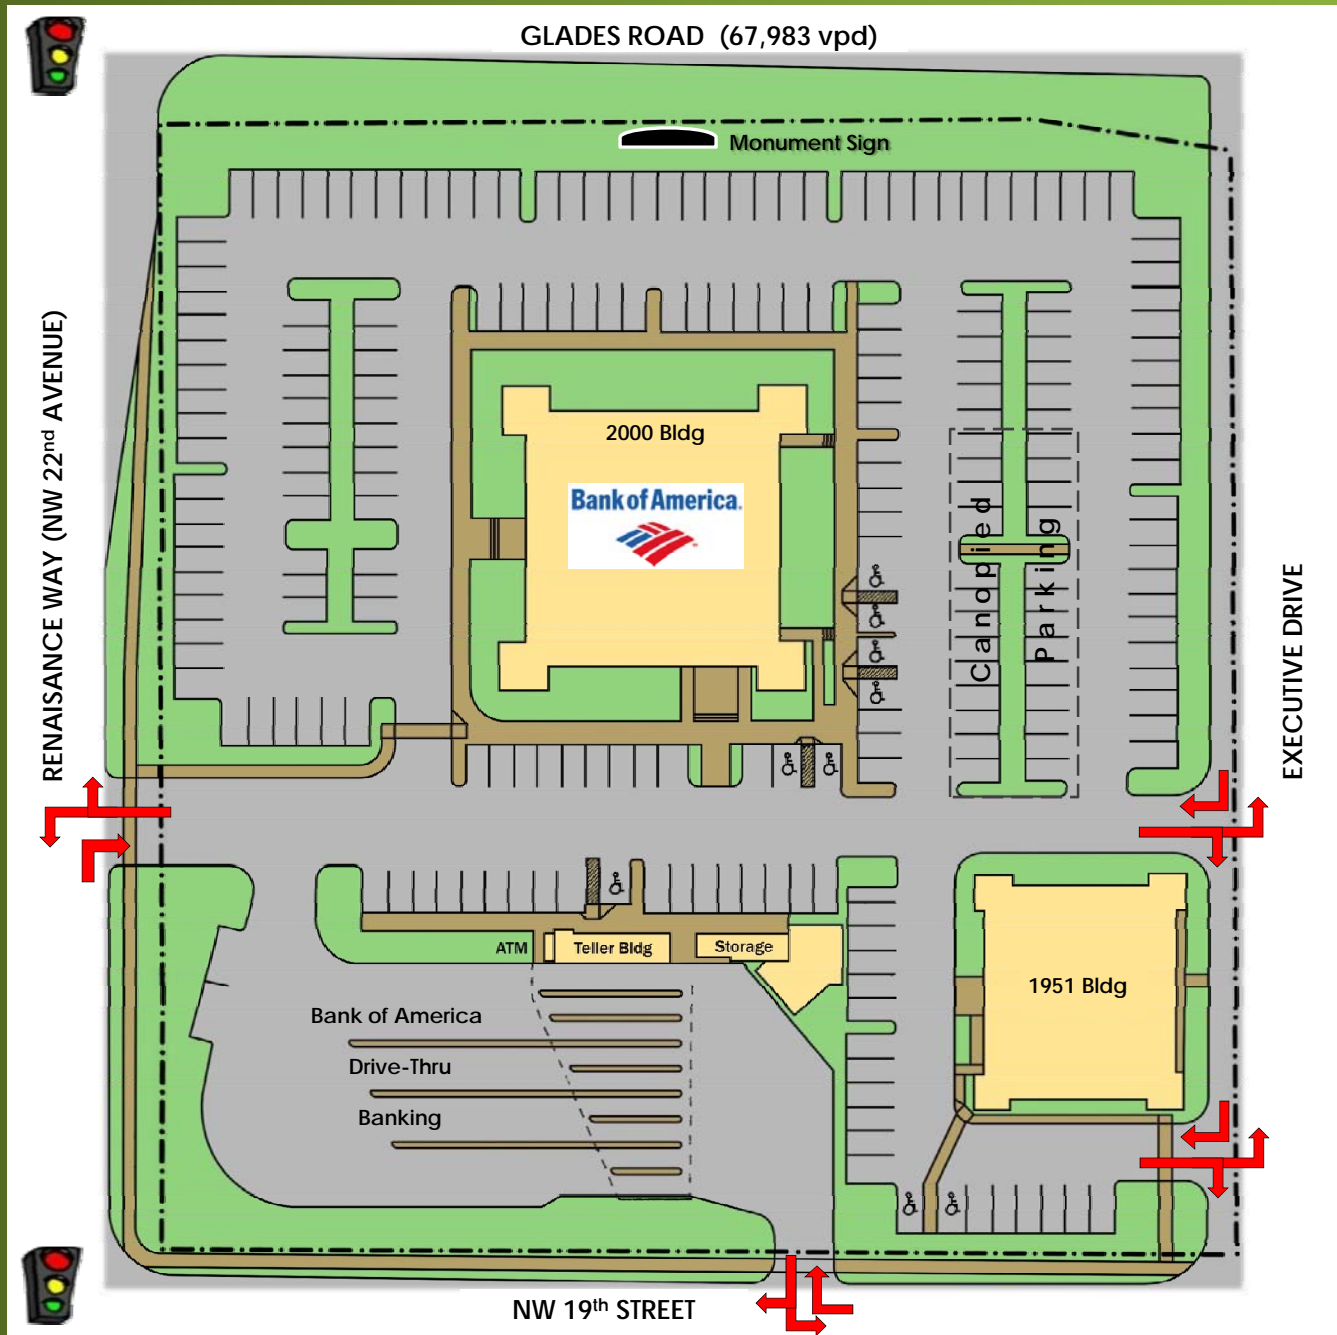 GLADES ROAD (67,983 vpd)
Monument Sign
RENAISANCE WAY (NW 22nd AVENUE)
2000 Bldg
Bank of America.
Canopied
Parking
EXECUTIVE DRIVE
ATM
Teller Bldg
Storage
1951 Bldg
Bank of America
Drive-Thru
Banking
NW 19th STREET